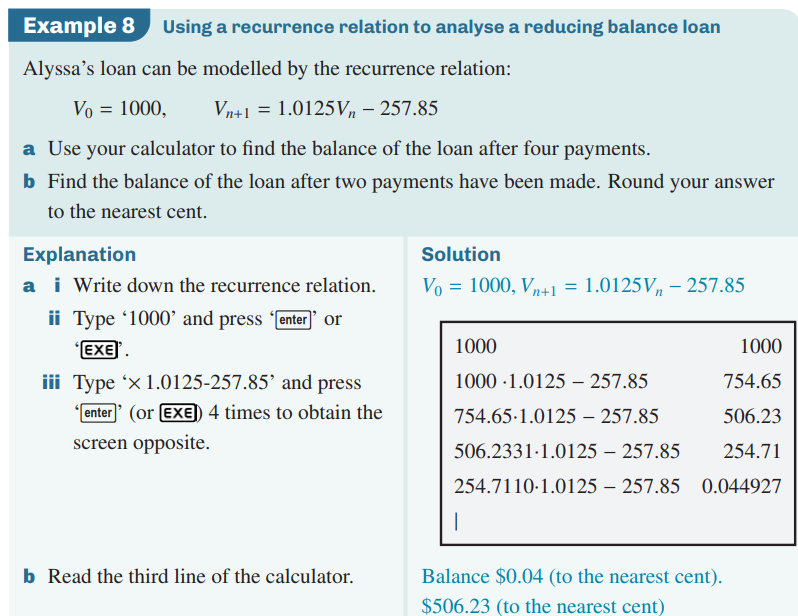 Example 8 Using a recurrence relation to analyse a reducing balance loan
Alyssa's loan can be modelled by the recurrence relation:
V₀ = 1000, Vₙ₊₁ = 1.0125Vₙ − 257.85
a Use your calculator to find the balance of the loan after four payments.
b Find the balance of the loan after two payments have been made. Round your answer
to the nearest cent.
Explanation
a i Write down the recurrence relation.
ii Type '1000' and press 'enter' or
'EXE'.
iii Type '×1.0125-257.85' and press
'enter' (or EXE) 4 times to obtain the
screen opposite.
b Read the third line of the calculator.
Solution
V₀ = 1000, Vₙ₊₁ = 1.0125Vₙ − 257.85
1000 1000
1000 ·1.0125 − 257.85 754.65
754.65·1.0125 − 257.85 506.23
506.2331·1.0125 − 257.85 254.71
254.7110·1.0125 − 257.85 0.044927
Balance $0.04 (to the nearest cent).
$506.23 (to the nearest cent)